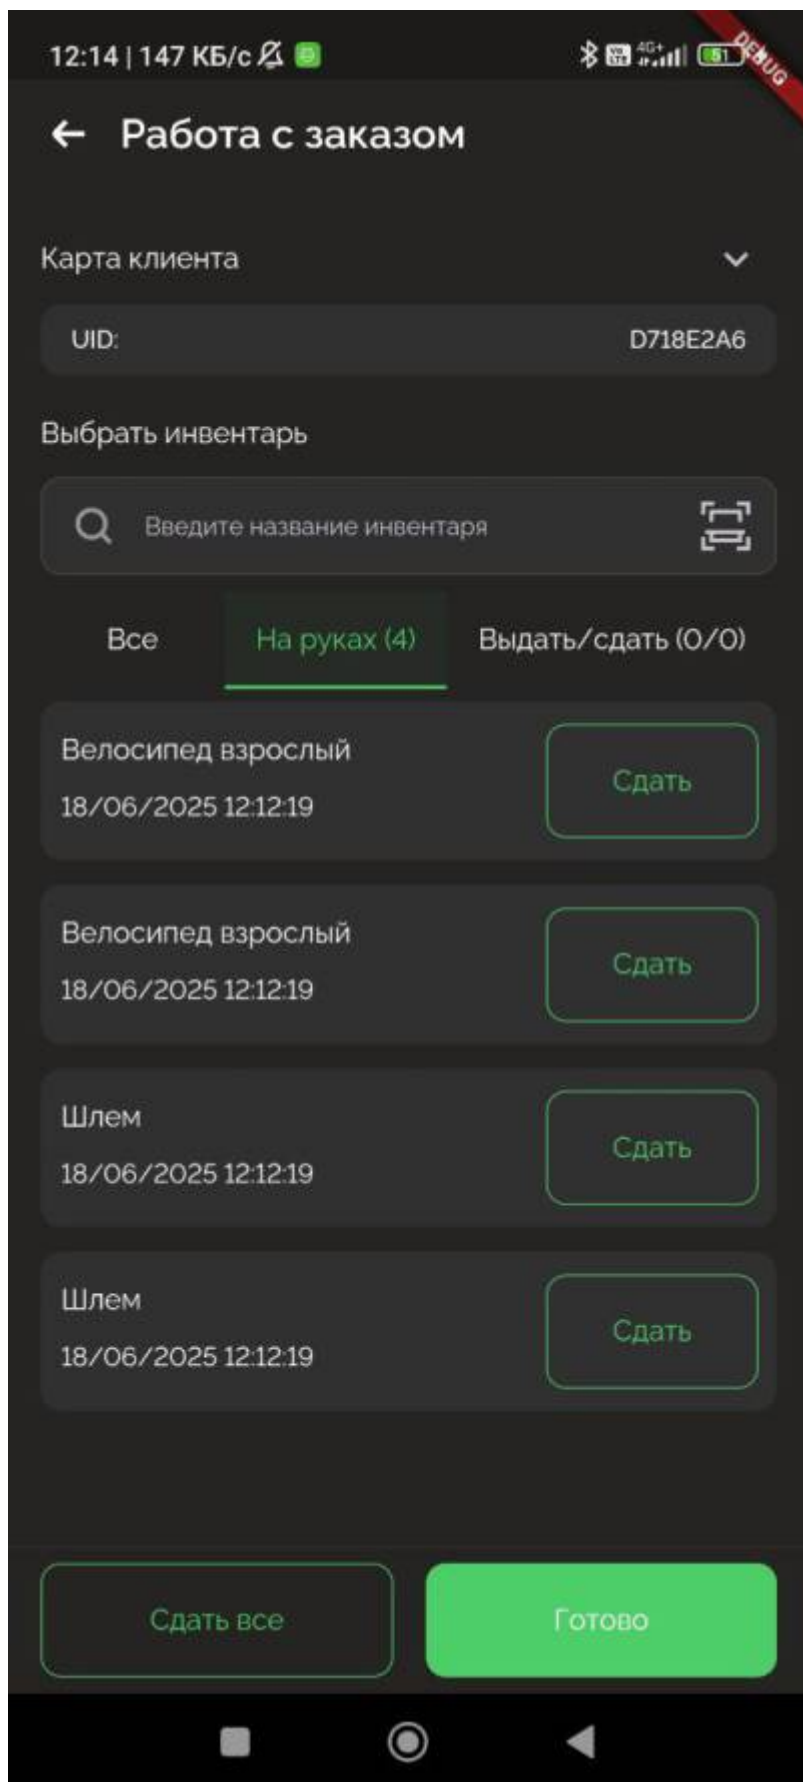 12:14 | 147 КБ/с 4G+ 51
DEBUG
Работа с заказом
Карта клиента
UID: D718E2A6
Выбрать инвентарь
Введите название инвентаря
Все На руках (4) Выдать/сдать (0/0)
Велосипед взрослый
18/06/2025 12:12:19
Сдать
Велосипед взрослый
18/06/2025 12:12:19
Сдать
Шлем
18/06/2025 12:12:19
Сдать
Шлем
18/06/2025 12:12:19
Сдать
Сдать все Готово